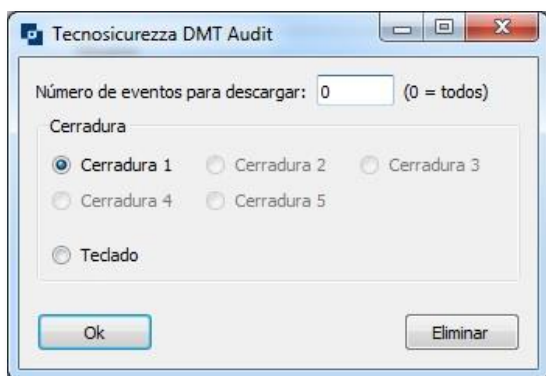 Tecnosicurezza DMT Audit
Número de eventos para descargar: 0 (0 = todos)
Cerradura
Cerradura 1 Cerradura 2 Cerradura 3
Cerradura 4 Cerradura 5
Teclado
Ok Eliminar